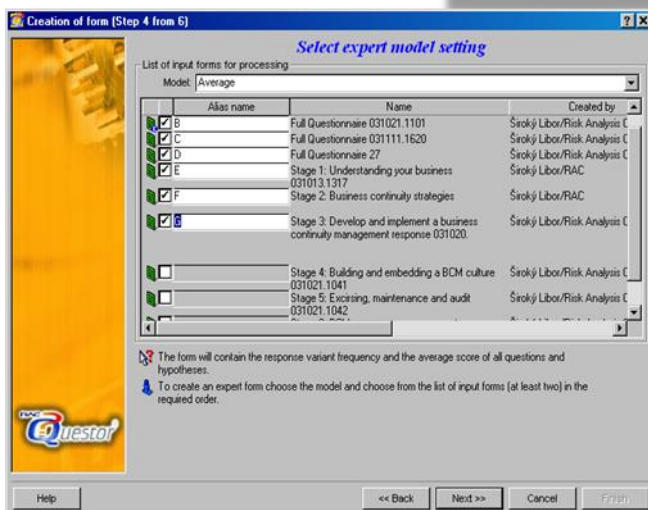 Creation of form (Step 4 from 6)
Select expert model setting
List of input forms for processing
Model: Average
Alias name Name Created by
B Full Questionnaire 031021.1101 Široký Libor/Risk Analysis C
C Full Questionnaire 031111.1620 Široký Libor/Risk Analysis C
D Full Questionnaire 27 Široký Libor/Risk Analysis C
E Stage 1: Understanding your business Široký Libor/RAC
031013.1317
F Stage 2: Business continuity strategies Široký Libor/RAC
G Stage 3: Develop and implement a business Široký Libor/Risk Analysis C
continuity management response 031020.
Stage 4: Building and embedding a BCM culture Široký Libor/Risk Analysis C
031021.1041
Stage 5: Excirsing, maintenance and audit Široký Libor/Risk Analysis C
031021.1042
The form will contain the response variant frequency and the average score of all questions and
hypotheses.
To create an expert form choose the model and choose from the list of input forms (at least two) in the
required order.
RAC
Questor
Help << Back Next >> Cancel Finish